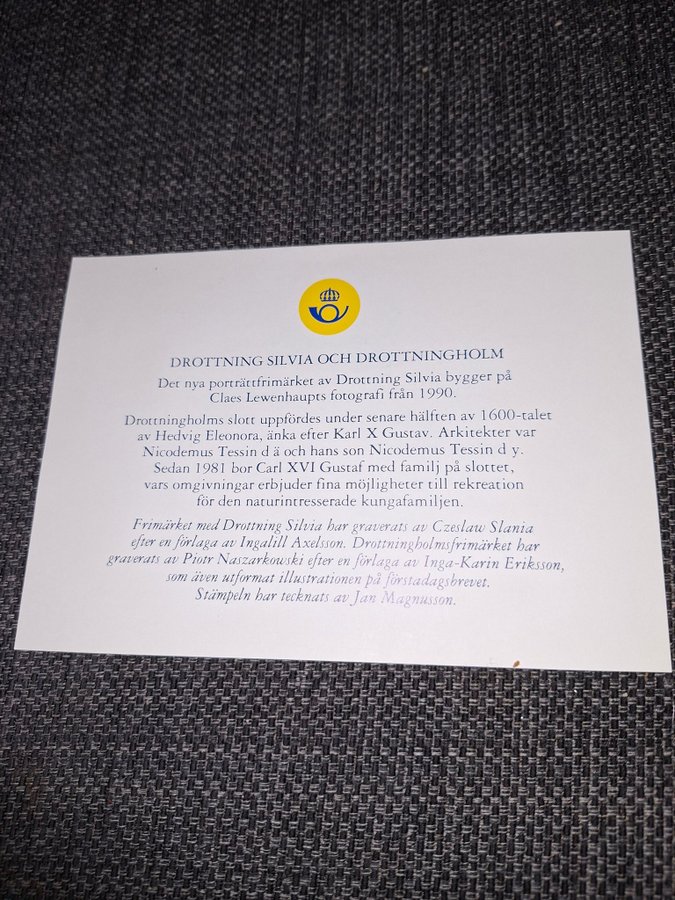 DROTTNING SILVIA OCH DROTTNINGHOLM
Det nya porträttfrimärket av Drottning Silvia bygger på
Claes Lewenhaupts fotografi från 1990.
Drottningholms slott uppfördes under senare hälften av 1600-talet
av Hedvig Eleonora, änka efter Karl X Gustav. Arkitekter var
Nicodemus Tessin d ä och hans son Nicodemus Tessin d y.
Sedan 1981 bor Carl XVI Gustaf med familj på slottet,
vars omgivningar erbjuder fina möjligheter till rekreation
för den naturintresserade kungafamiljen.
Frimärket med Drottning Silvia har graverats av Czeslaw Slania
efter en förlaga av Ingalill Axelsson. Drottningholmsfrimärket har
graverats av Piotr Naszarkowski efter en förlaga av Inga-Karin Eriksson,
som även utformat illustrationen på förstadagsbrevet.
Stämpeln har tecknats av Jan Magnusson.